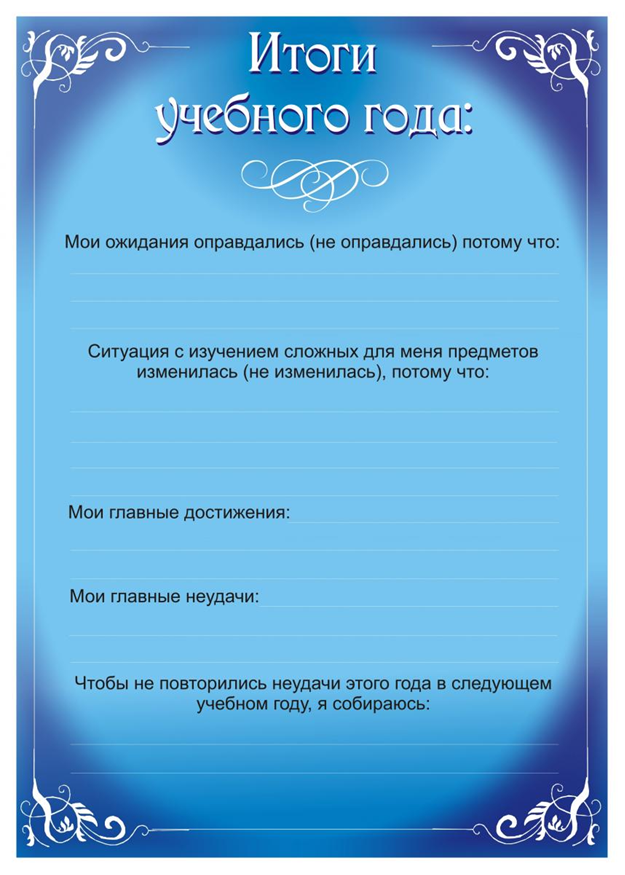 Итоги
учебного года:
Мои ожидания оправдались (не оправдались) потому что:
Ситуация с изучением сложных для меня предметов
изменилась (не изменилась), потому что:
Мои главные достижения:
Мои главные неудачи:
Чтобы не повторились неудачи этого года в следующем
учебном году, я собираюсь: